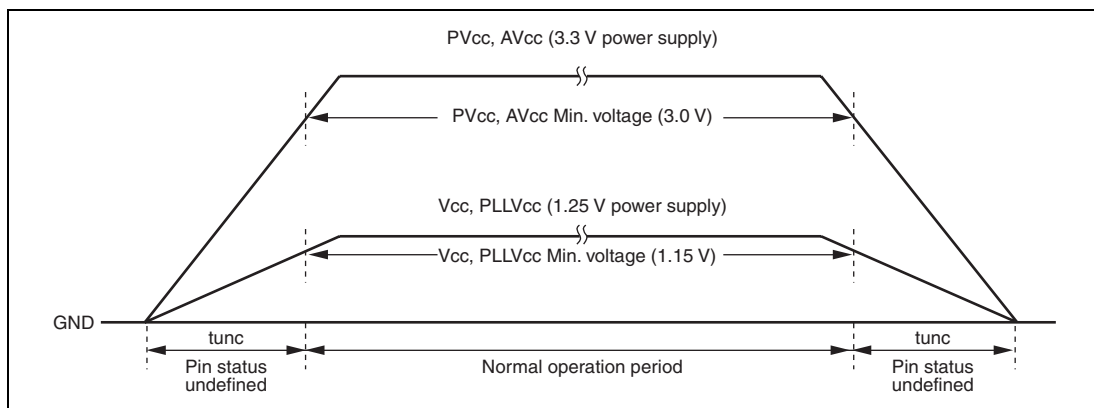 PVcc, AVcc (3.3 V power supply)
PVcc, AVcc Min. voltage (3.0 V)
Vcc, PLLVcc (1.25 V power supply)
Vcc, PLLVcc Min. voltage (1.15 V)
GND
tunc
Pin status
undefined
Normal operation period
tunc
Pin status
undefined